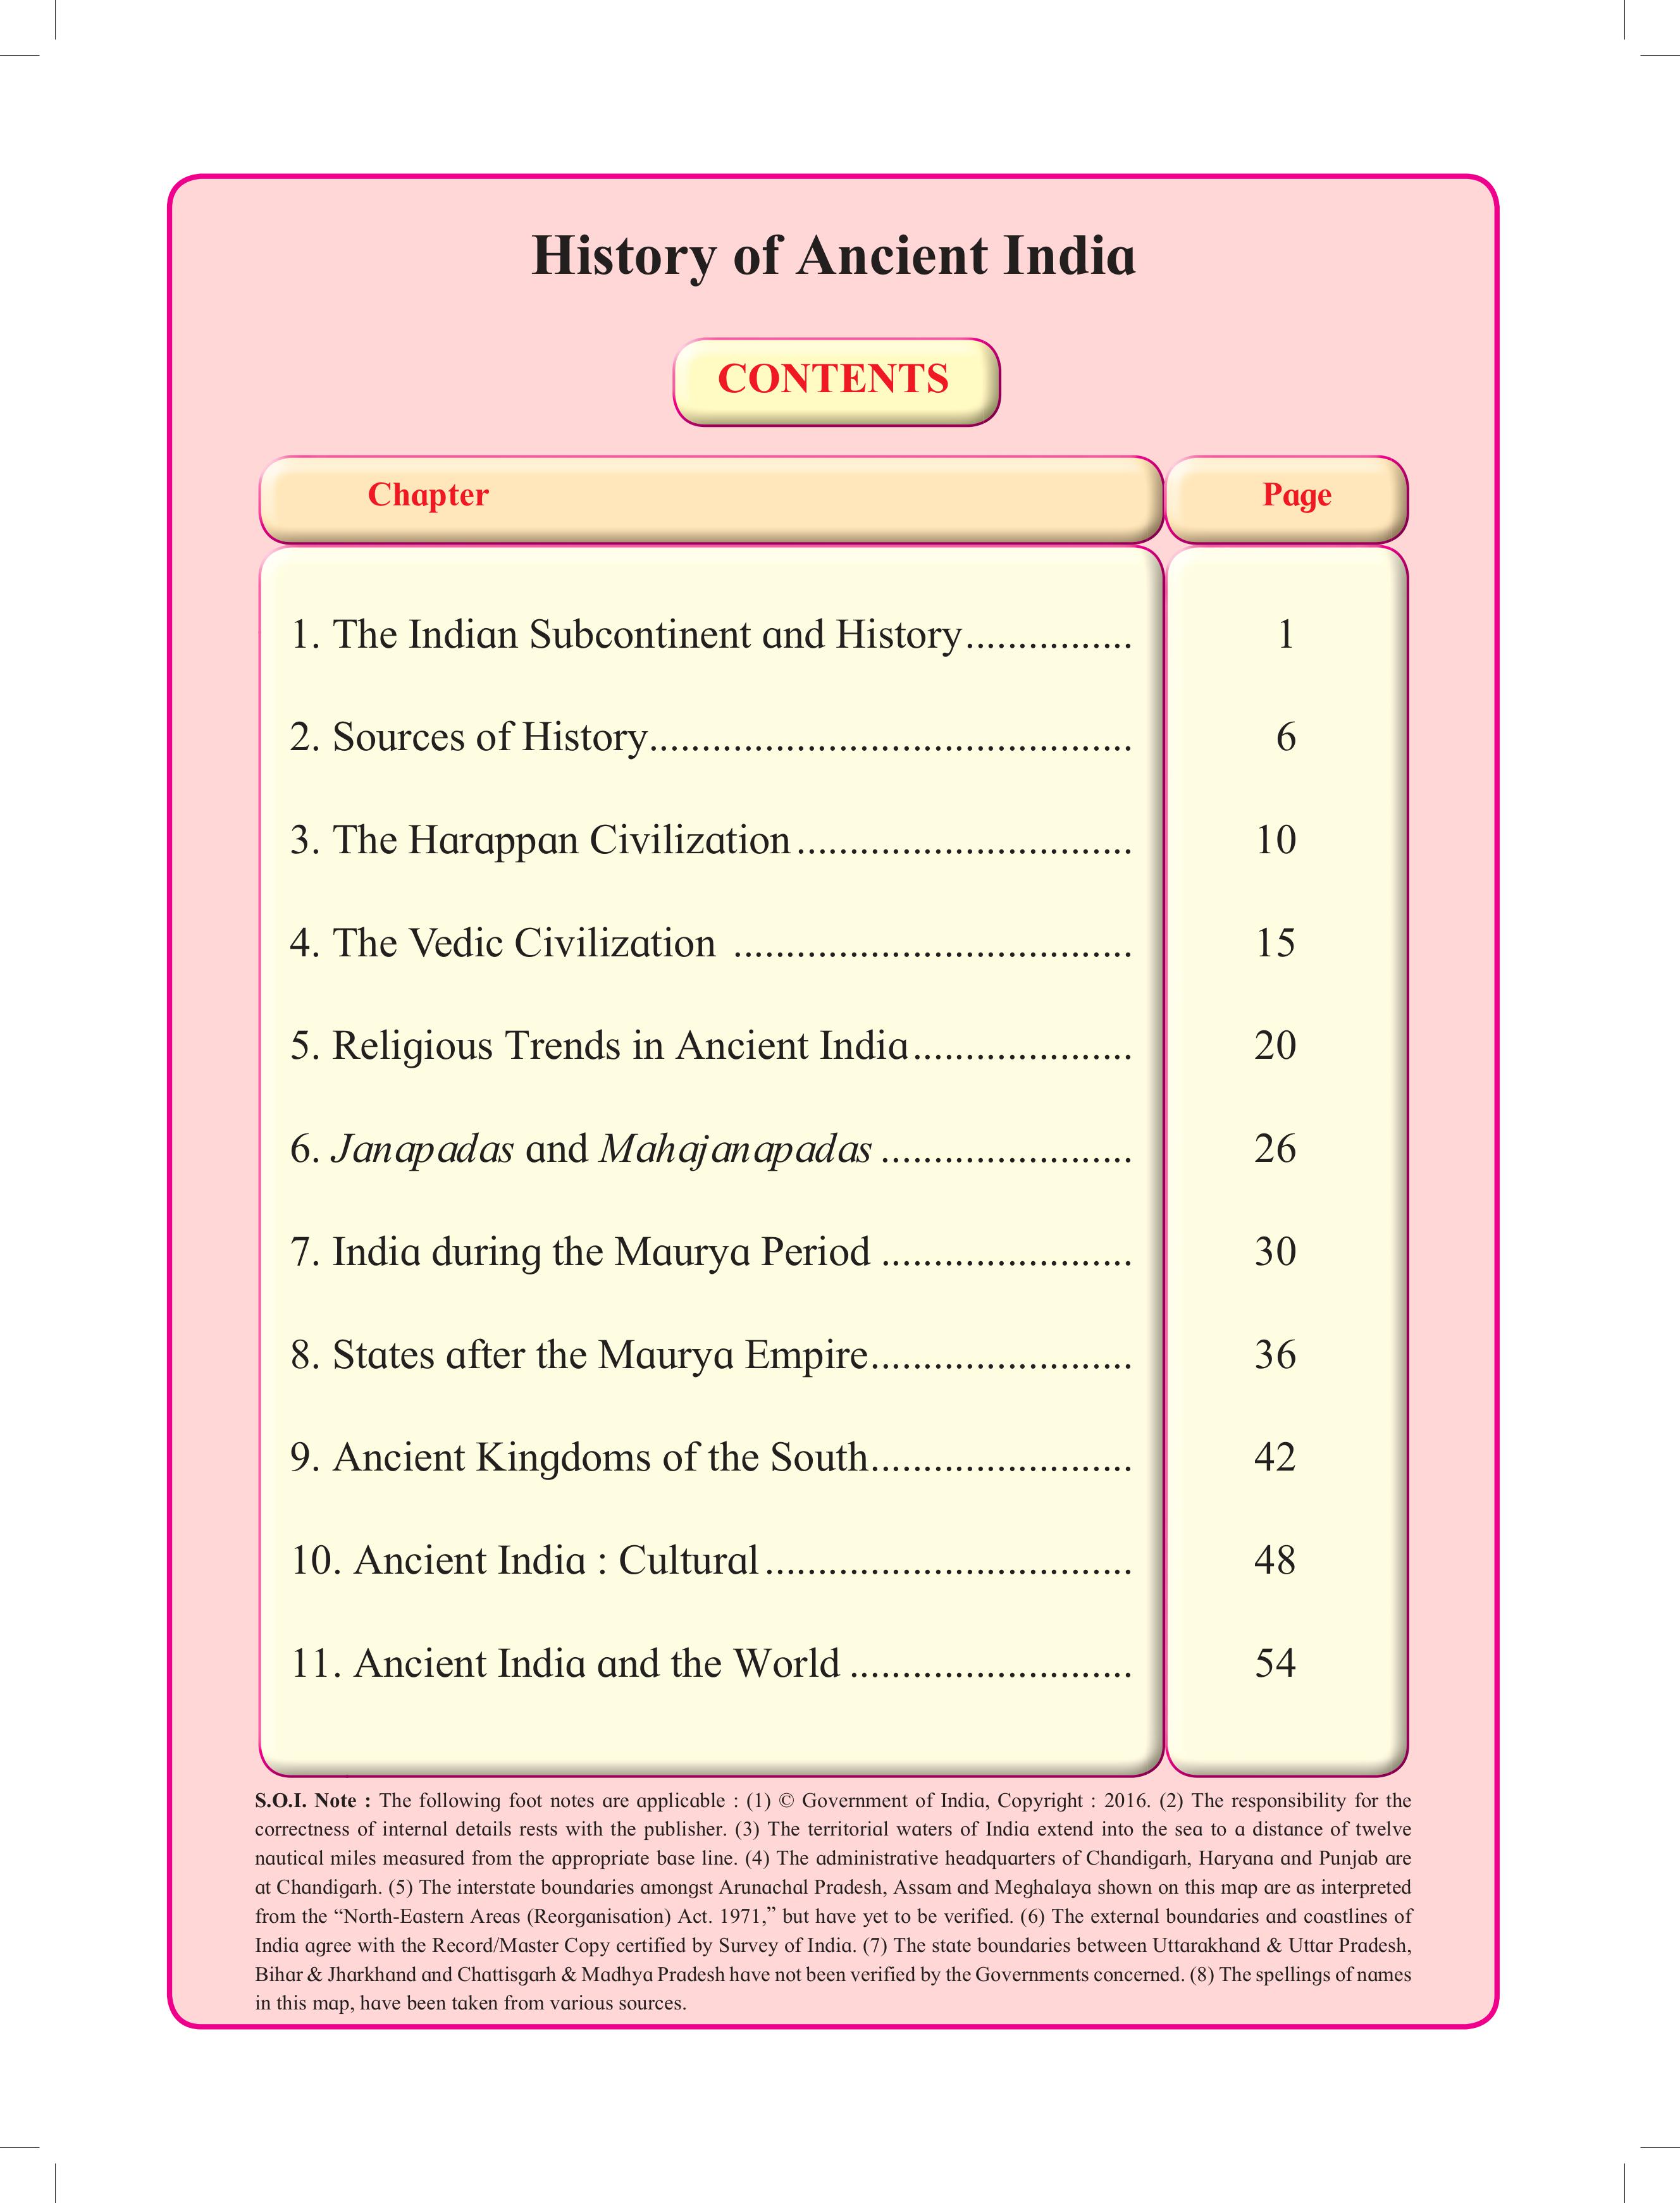 History of Ancient India
CONTENTS
Chapter Page
1. The Indian Subcontinent and History................ 1
2. Sources of History.............................................. 6
3. The Harappan Civilization................................ 10
4. The Vedic Civilization ...................................... 15
5. Religious Trends in Ancient India..................... 20
6. Janapadas and Mahajanapadas ........................ 26
7. India during the Maurya Period ........................ 30
8. States after the Maurya Empire......................... 36
9. Ancient Kingdoms of the South......................... 42
10. Ancient India : Cultural................................... 48
11. Ancient India and the World ........................... 54
S.O.I. Note : The following foot notes are applicable : (1) © Government of India, Copyright : 2016. (2) The responsibility for the
correctness of internal details rests with the publisher. (3) The territorial waters of India extend into the sea to a distance of twelve
nautical miles measured from the appropriate base line. (4) The administrative headquarters of Chandigarh, Haryana and Punjab are
at Chandigarh. (5) The interstate boundaries amongst Arunachal Pradesh, Assam and Meghalaya shown on this map are as interpreted
from the “North-Eastern Areas (Reorganisation) Act. 1971,” but have yet to be verified. (6) The external boundaries and coastlines of
India agree with the Record/Master Copy certified by Survey of India. (7) The state boundaries between Uttarakhand & Uttar Pradesh,
Bihar & Jharkhand and Chattisgarh & Madhya Pradesh have not been verified by the Governments concerned. (8) The spellings of names
in this map, have been taken from various sources.